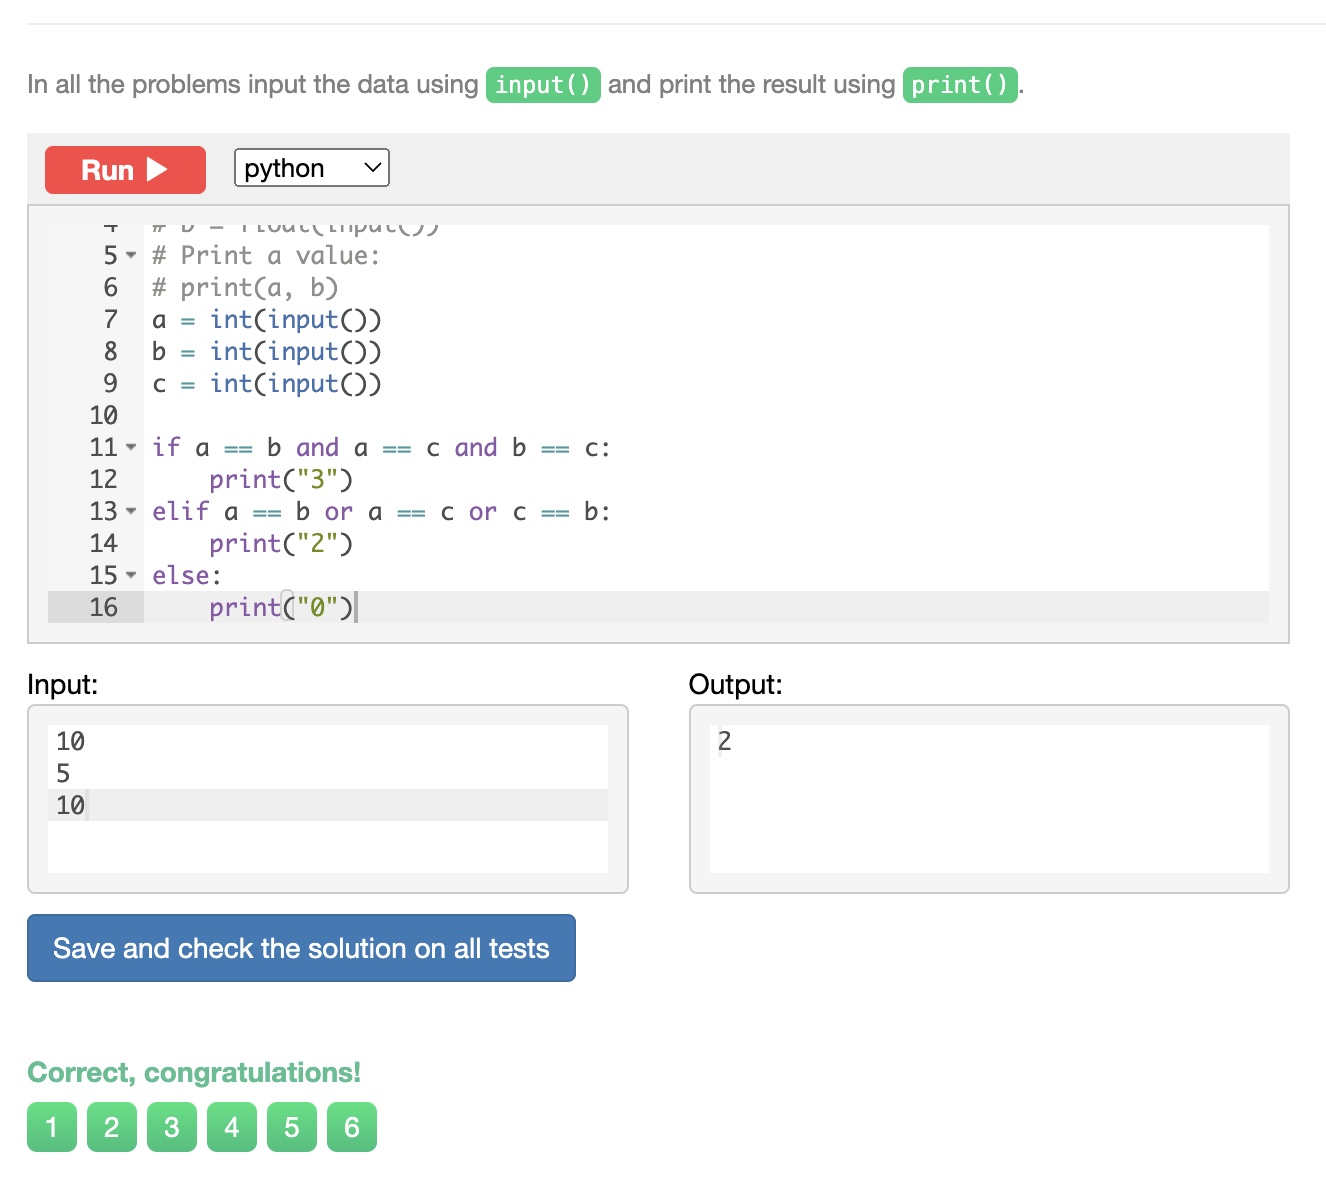 In all the problems input the data using input() and print the result using print().
Run
python
4 # b = float(input())
5 # Print a value:
6 # print(a, b)
7 a = int(input())
8 b = int(input())
9 c = int(input())
10
11 if a == b and a == c and b == c:
12     print("3")
13 elif a == b or a == c or c == b:
14     print("2")
15 else:
16     print("0")
Input:
Output:
10
5
10
2
Save and check the solution on all tests
Correct, congratulations!
1 2 3 4 5 6